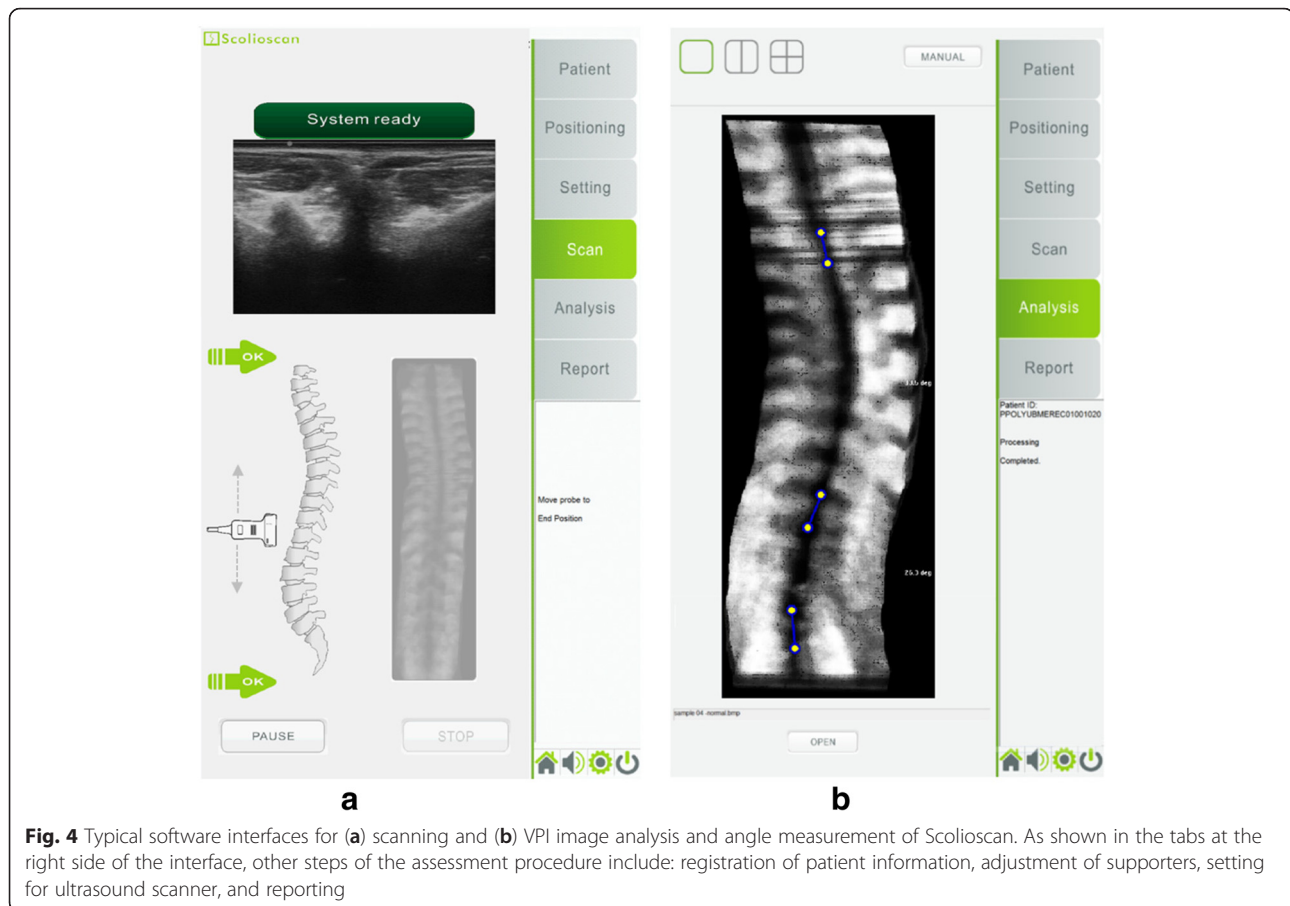 Scolioscan
System ready
Patient
Positioning
Setting
Scan
Analysis
Report
OK
OK
Move probe to
End Position
PAUSE
STOP
a
MANUAL
Patient
Positioning
Setting
Scan
Analysis
Report
Patient ID:
PPOLYUBMEREC01001020
Processing
Completed.
deg
deg
sample 04 -normal.bmp
OPEN
b
Fig. 4 Typical software interfaces for (a) scanning and (b) VPI image analysis and angle measurement of Scolioscan. As shown in the tabs at the
right side of the interface, other steps of the assessment procedure include: registration of patient information, adjustment of supporters, setting
for ultrasound scanner, and reporting